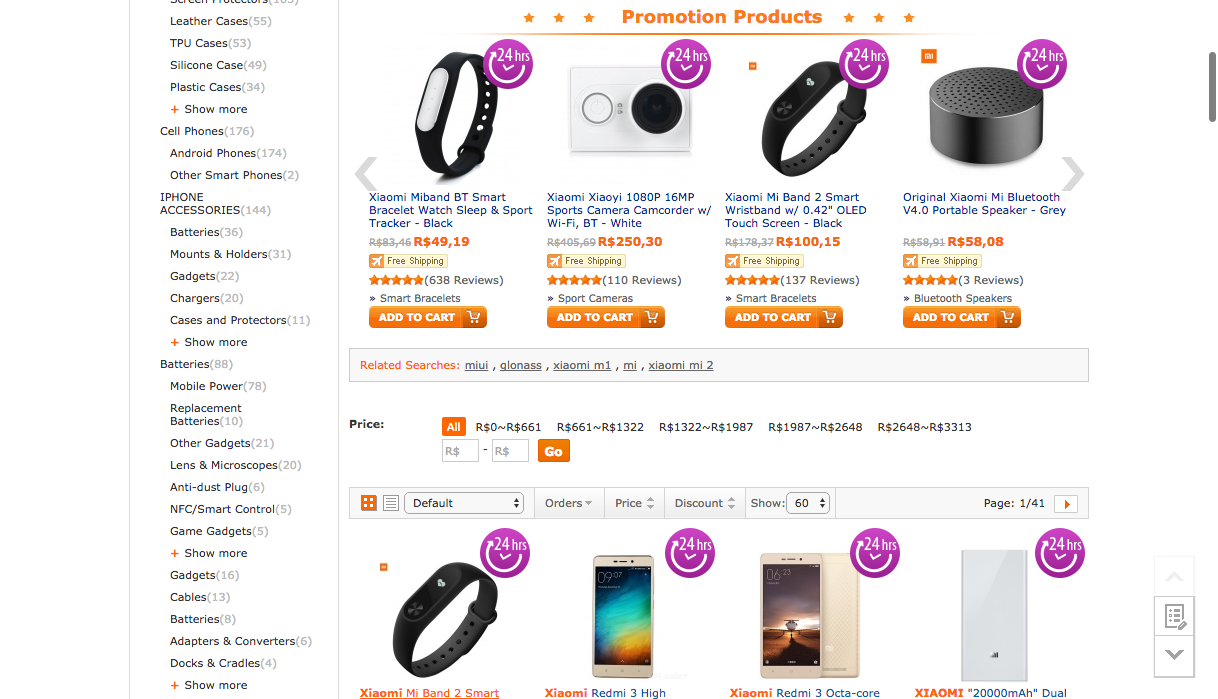 Screen Protectors(103)
Leather Cases(55)
TPU Cases(53)
Silicone Case(49)
Plastic Cases(34)
+ Show more
Cell Phones(176)
Android Phones(174)
Other Smart Phones(2)
IPHONE
ACCESSORIES(144)
Batteries(36)
Mounts & Holders(31)
Gadgets(22)
Chargers(20)
Cases and Protectors(11)
+ Show more
Batteries(88)
Mobile Power(78)
Replacement
Batteries(10)
Other Gadgets(21)
Lens & Microscopes(20)
Anti-dust Plug(6)
NFC/Smart Control(5)
Game Gadgets(5)
+ Show more
Gadgets(16)
Cables(13)
Batteries(8)
Adapters & Converters(6)
Docks & Cradles(4)
+ Show more
Promotion Products
24 hrs
24 hrs
24 hrs
24 hrs
Xiaomi Miband BT Smart
Bracelet Watch Sleep & Sport
Tracker - Black
R$83,46 R$49,19
Free Shipping
(638 Reviews)
» Smart Bracelets
ADD TO CART
Xiaomi Xiaoyi 1080P 16MP
Sports Camera Camcorder w/
Wi-Fi, BT - White
R$405,69 R$250,30
Free Shipping
(110 Reviews)
» Sport Cameras
ADD TO CART
Xiaomi Mi Band 2 Smart
Wristband w/ 0.42" OLED
Touch Screen - Black
R$178,37 R$100,15
Free Shipping
(137 Reviews)
» Smart Bracelets
ADD TO CART
Original Xiaomi Mi Bluetooth
V4.0 Portable Speaker - Grey
R$58,91 R$58,08
Free Shipping
(3 Reviews)
» Bluetooth Speakers
ADD TO CART
Related Searches: miui , glonass , xiaomi m1 , mi , xiaomi mi 2
Price: All R$0~R$661 R$661~R$1322 R$1322~R$1987 R$1987~R$2648 R$2648~R$3313
R$ - R$ Go
Default Orders Price Discount Show: 60 Page: 1/41
24 hrs
24 hrs
24 hrs
24 hrs
09:07
06:23
Xiaomi Mi Band 2 Smart
Xiaomi Redmi 3 High
Xiaomi Redmi 3 Octa-core
XIAOMI "20000mAh" Dual